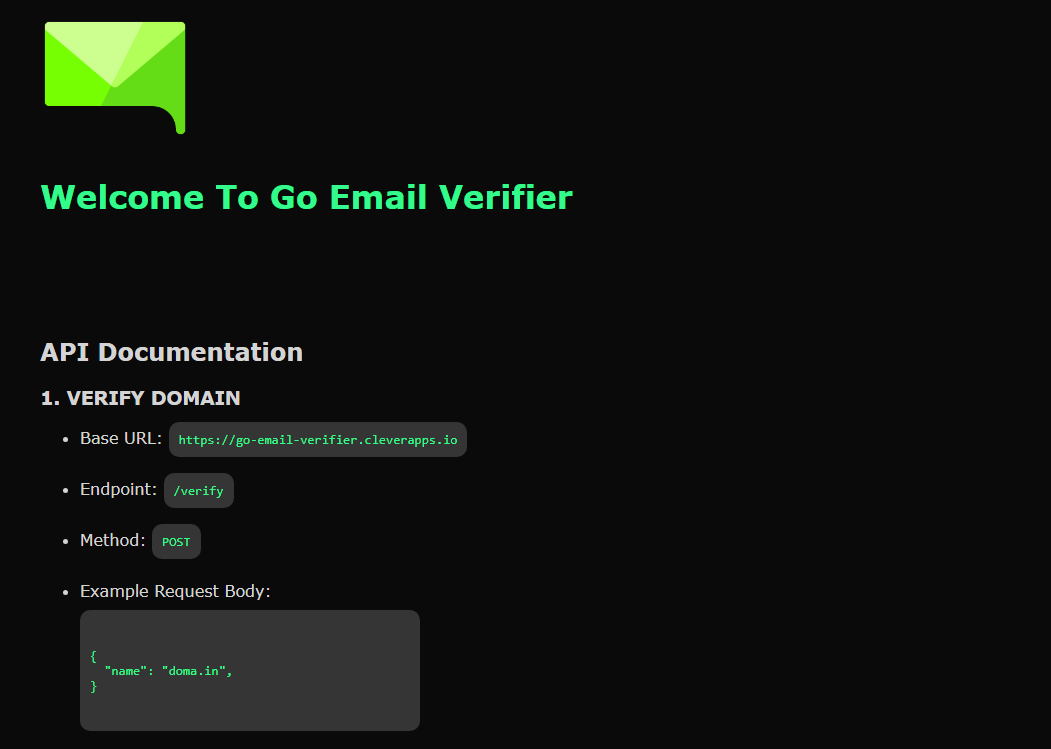 Welcome To Go Email Verifier
API Documentation
1. VERIFY DOMAIN
• Base URL: https://go-email-verifier.cleverapps.io
• Endpoint: /verify
• Method: POST
• Example Request Body:
{
  "name": "doma.in",
}